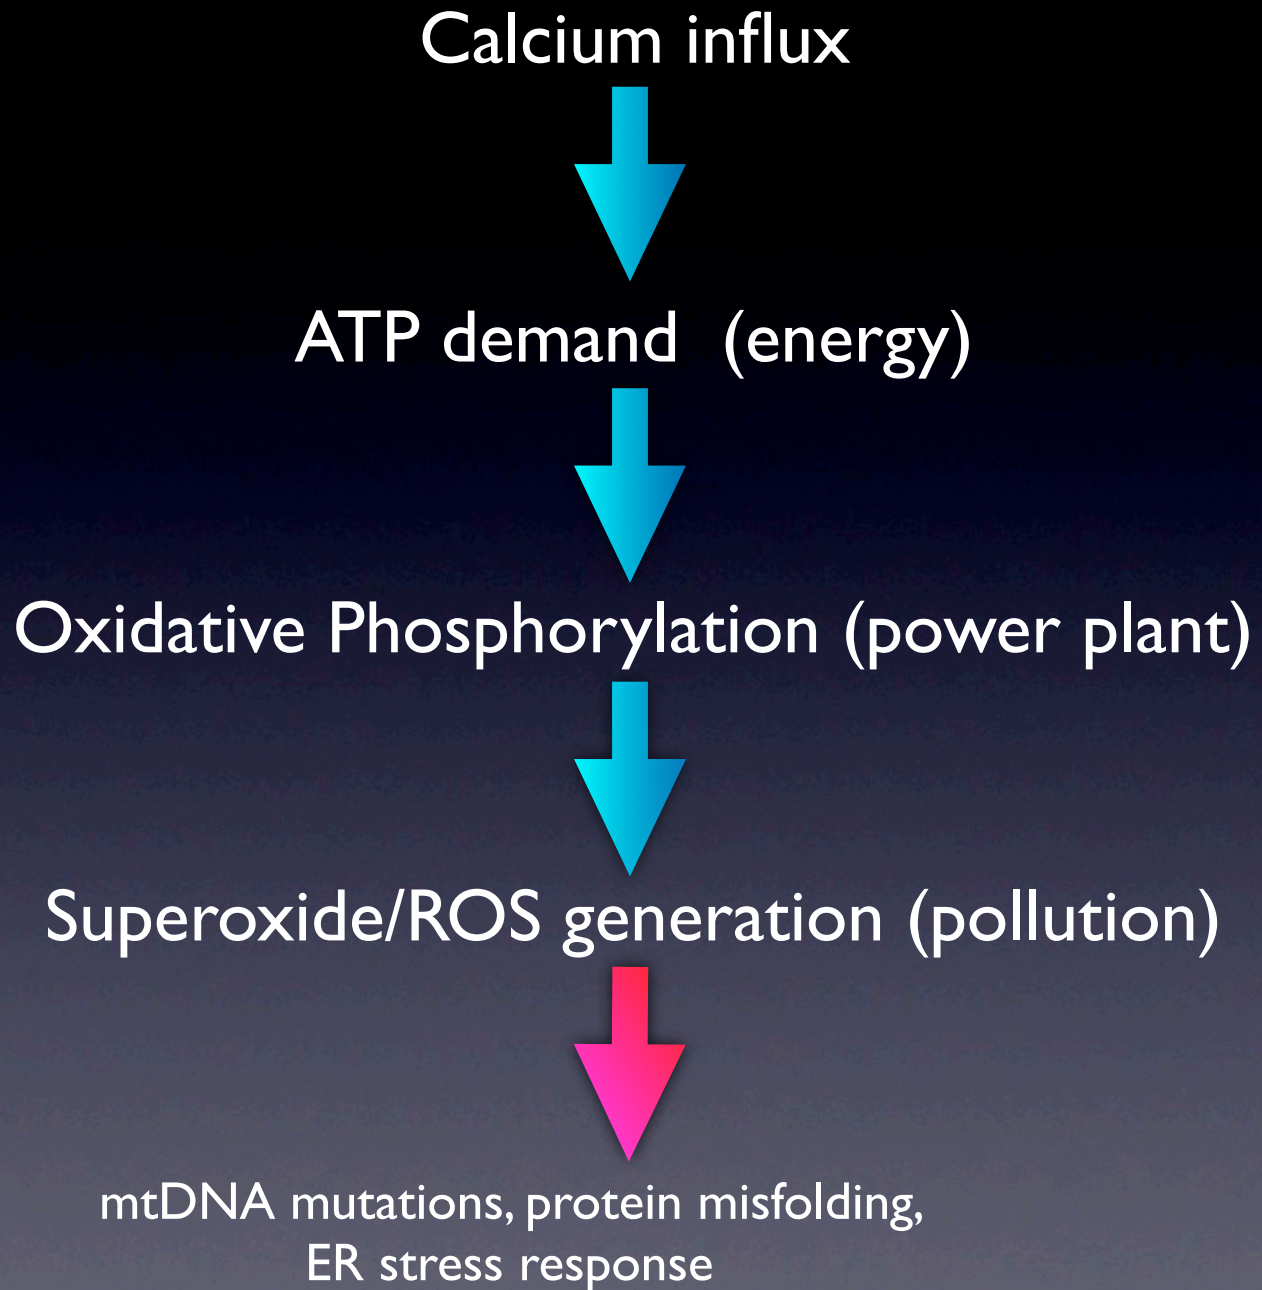 Calcium influx
ATP demand (energy)
Oxidative Phosphorylation (power plant)
Superoxide/ROS generation (pollution)
mtDNA mutations, protein misfolding,
ER stress response